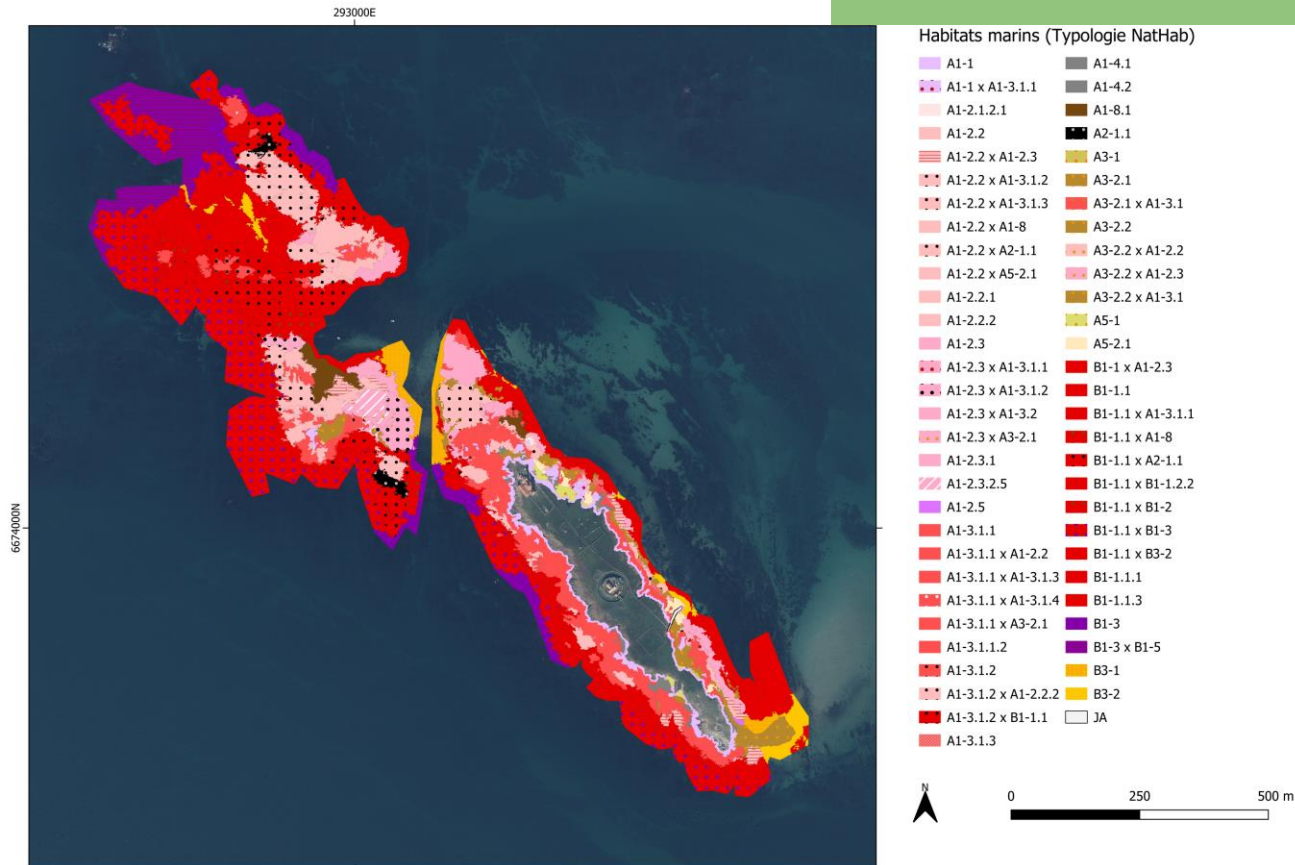 293000E
6674000N
Habitats marins (Typologie NatHab)
A1-1
A1-1 x A1-3.1.1
A1-2.1.2.1
A1-2.2
A1-2.2 x A1-2.3
A1-2.2 x A1-3.1.2
A1-2.2 x A1-3.1.3
A1-2.2 x A1-8
A1-2.2 x A2-1.1
A1-2.2 x A5-2.1
A1-2.2.1
A1-2.2.2
A1-2.3
A1-2.3 x A1-3.1.1
A1-2.3 x A1-3.1.2
A1-2.3 x A1-3.2
A1-2.3 x A3-2.1
A1-2.3.1
A1-2.3.2.5
A1-2.5
A1-3.1.1
A1-3.1.1 x A1-2.2
A1-3.1.1 x A1-3.1.3
A1-3.1.1 x A1-3.1.4
A1-3.1.1 x A3-2.1
A1-3.1.1.2
A1-3.1.2
A1-3.1.2 x A1-2.2.2
A1-3.1.2 x B1-1.1
A1-3.1.3
A1-4.1
A1-4.2
A1-8.1
A2-1.1
A3-1
A3-2.1
A3-2.1 x A1-3.1
A3-2.2
A3-2.2 x A1-2.2
A3-2.2 x A1-2.3
A3-2.2 x A1-3.1
A5-1
A5-2.1
B1-1 x A1-2.3
B1-1.1
B1-1.1 x A1-3.1.1
B1-1.1 x A1-8
B1-1.1 x A2-1.1
B1-1.1 x B1-1.2.2
B1-1.1 x B1-2
B1-1.1 x B1-3
B1-1.1 x B3-2
B1-1.1.1
B1-1.1.3
B1-3
B1-3 x B1-5
B3-1
B3-2
JA
N
0 250 500 m